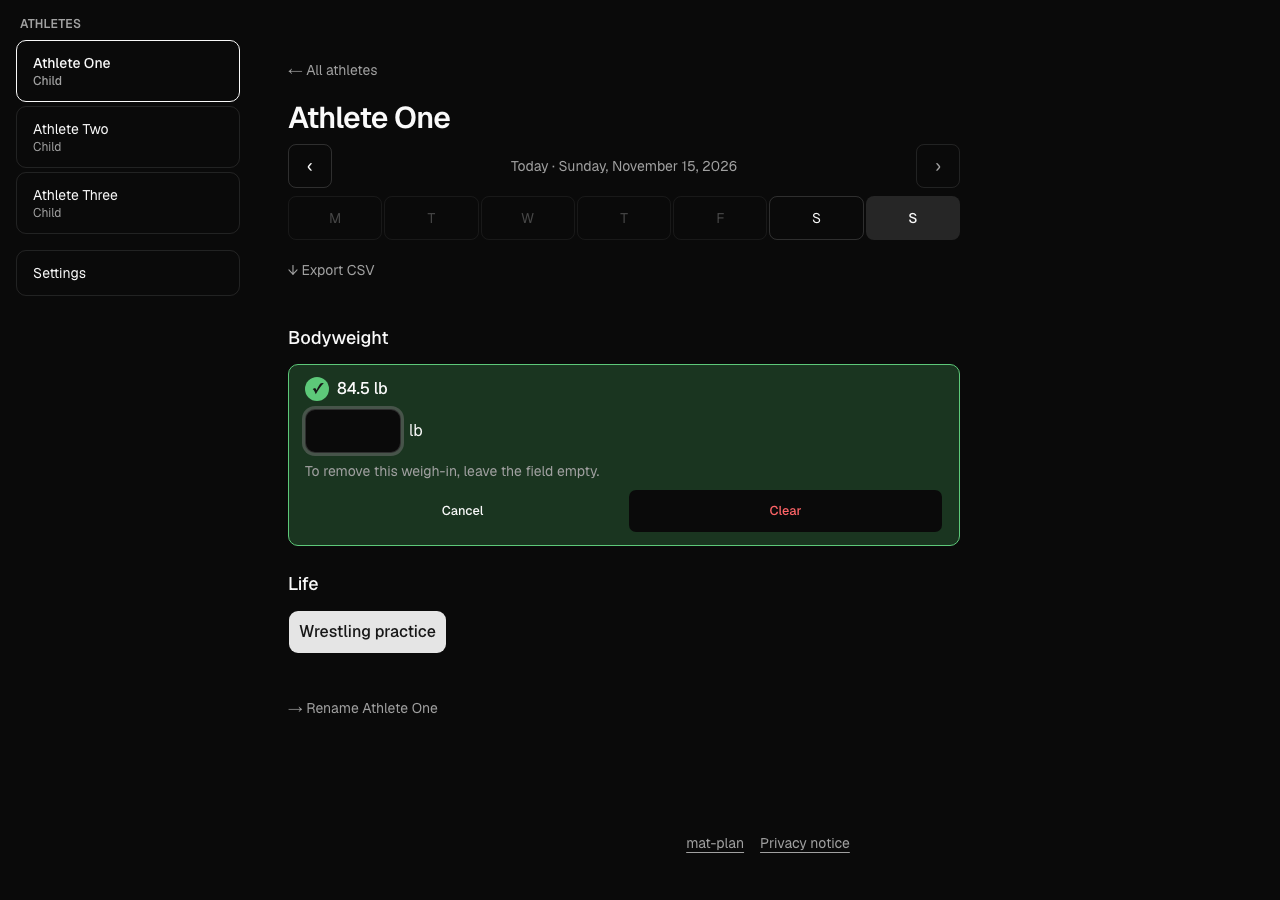 ATHLETES
Athlete One
Child
Athlete Two
Child
Athlete Three
Child
Settings
← All athletes
Athlete One
‹ Today · Sunday, November 15, 2026 ›
M T W T F S S
↓ Export CSV
Bodyweight
✓ 84.5 lb
lb
To remove this weigh-in, leave the field empty.
Cancel Clear
Life
Wrestling practice
→ Rename Athlete One
mat-plan Privacy notice